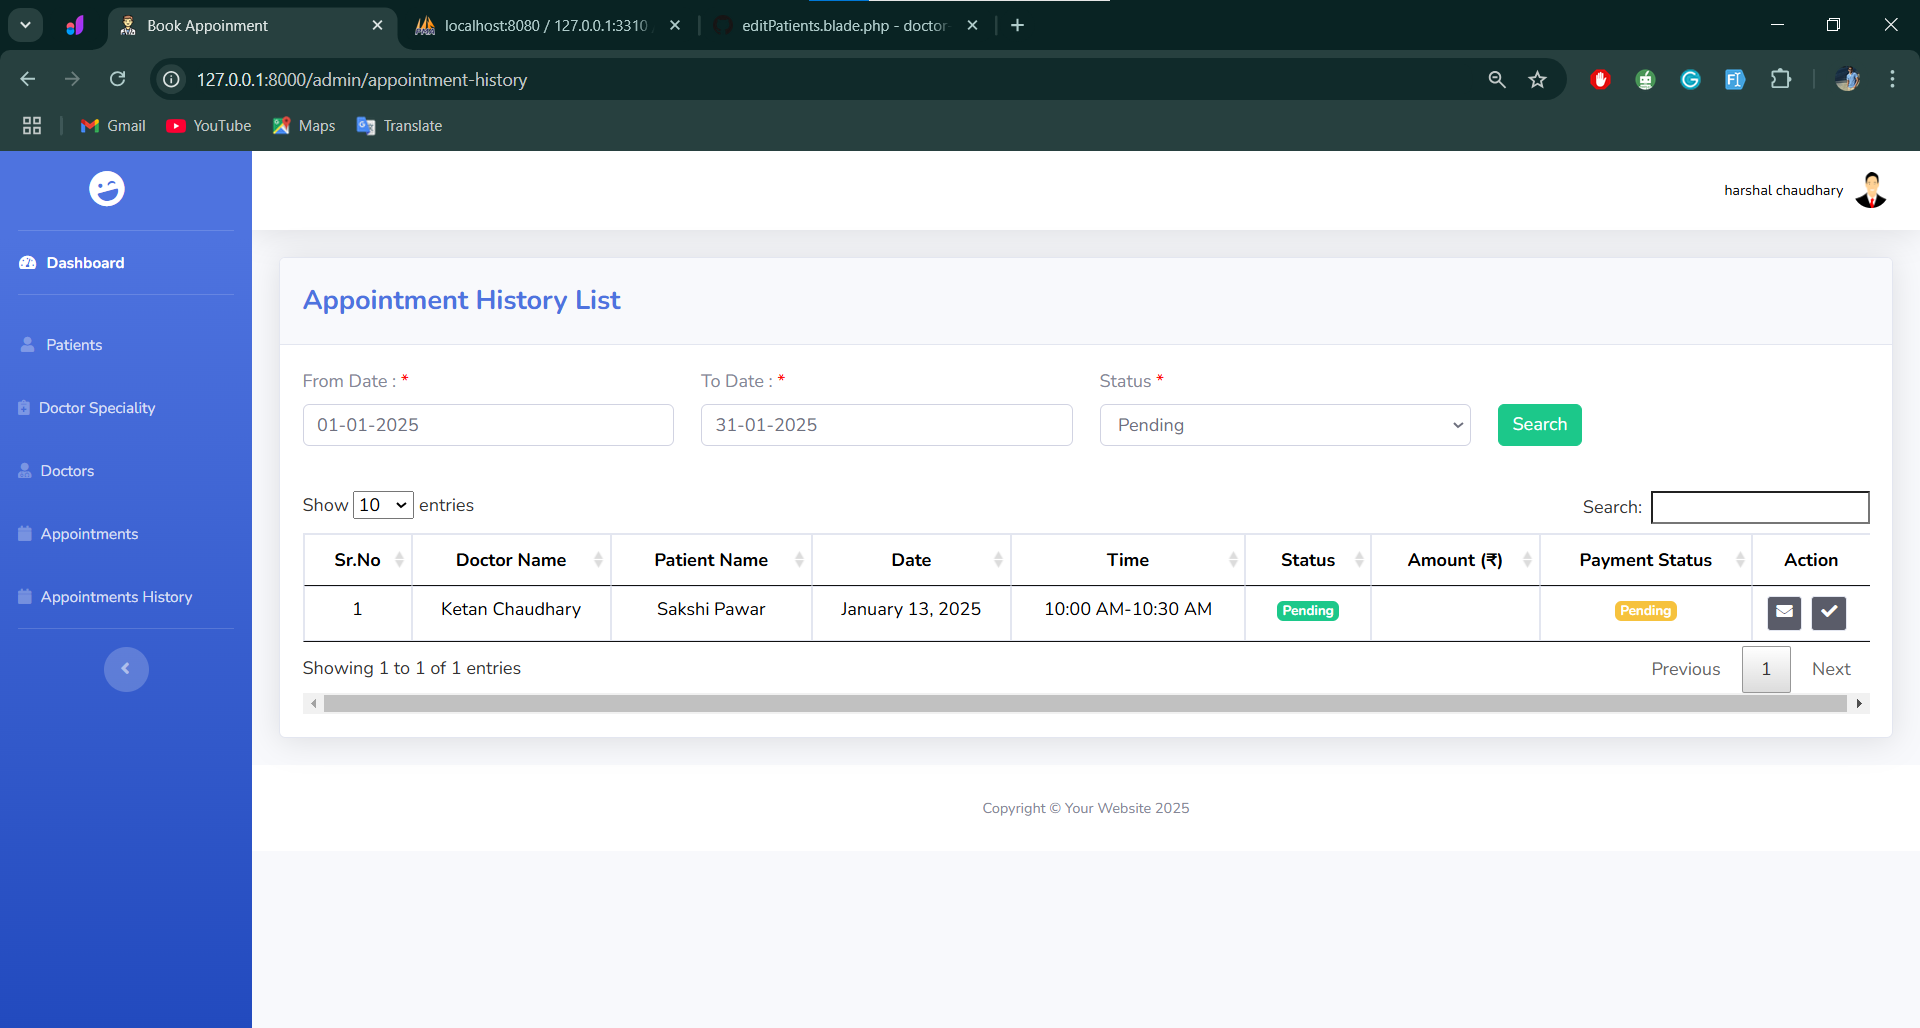 Book Appoinment
localhost:8080 / 127.0.0.1:3310
editPatients.blade.php - doctor-
127.0.0.1:8000/admin/appointment-history
Gmail YouTube Maps Translate
harshal chaudhary
Dashboard
Patients
Doctor Speciality
Doctors
Appointments
Appointments History
Appointment History List
From Date : * To Date : * Status *
01-01-2025 31-01-2025 Pending Search
Show 10 entries Search:
Sr.No Doctor Name Patient Name Date Time Status Amount (₹) Payment Status Action
1 Ketan Chaudhary Sakshi Pawar January 13, 2025 10:00 AM-10:30 AM Pending Pending
Showing 1 to 1 of 1 entries Previous 1 Next
Copyright © Your Website 2025